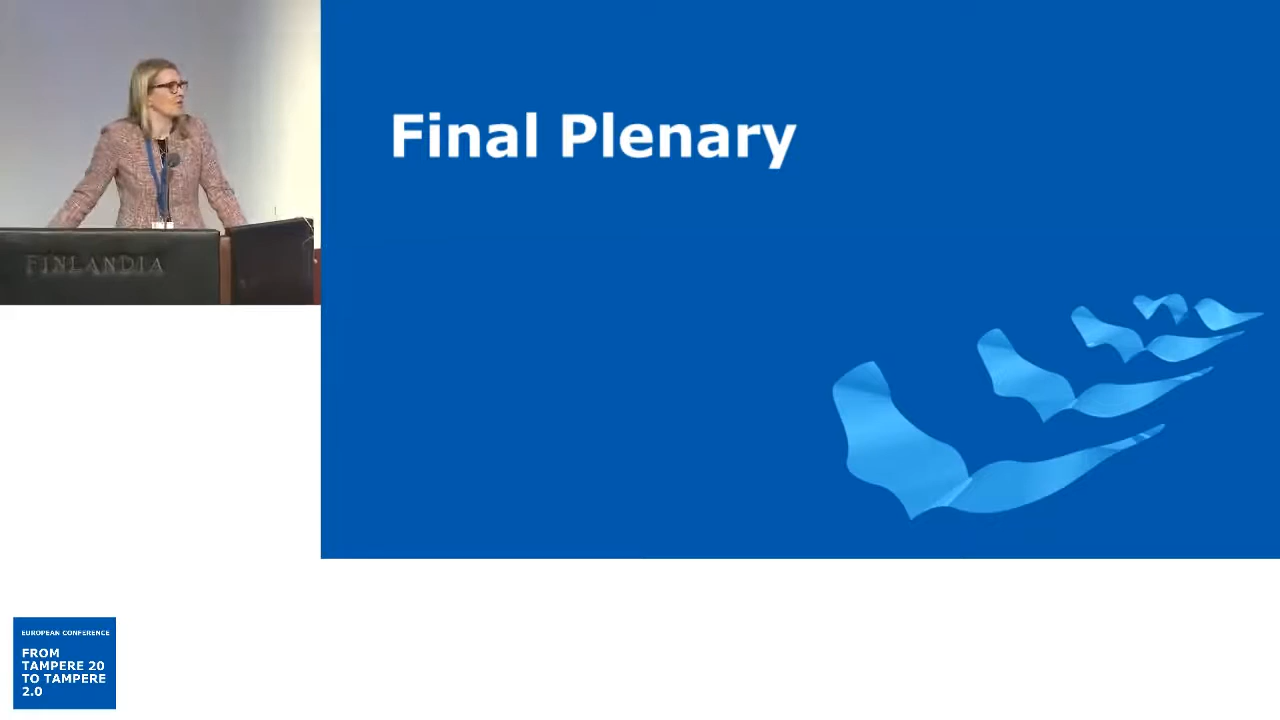 Final Plenary
FINLANDIA
EUROPEAN CONFERENCE
FROM
TAMPERE 20
TO TAMPERE
2.0